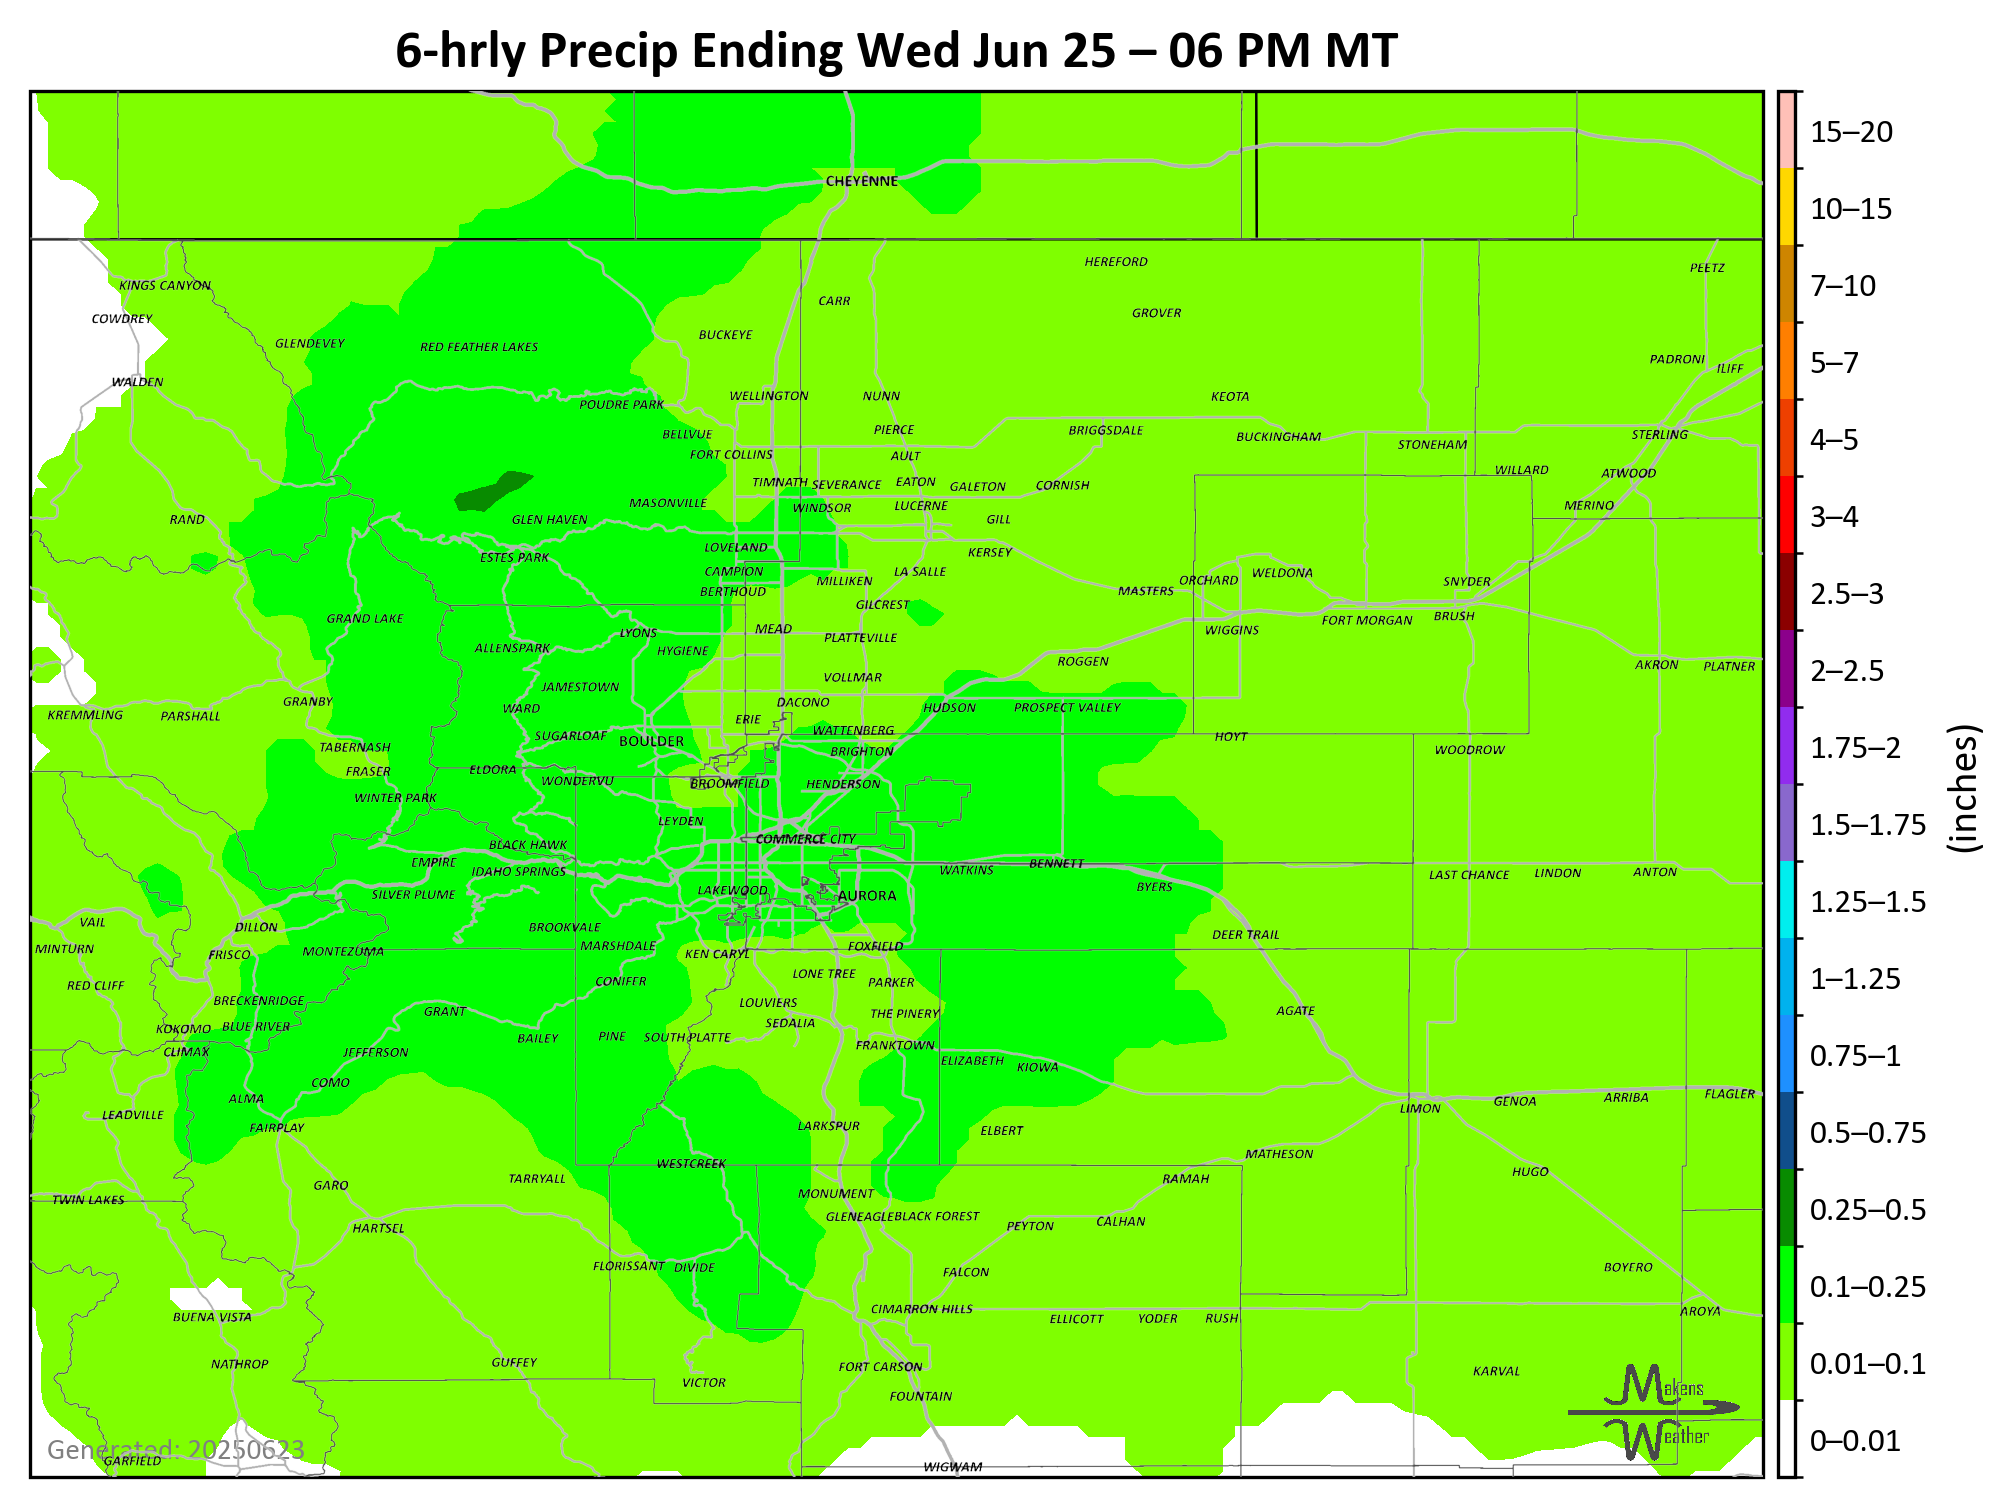 6-hrly Precip Ending Wed Jun 25 – 06 PM MT
CHEYENNE
HEREFORD
PEETZ
KINGS CANYON
CARR
COWDREY
GROVER
GLENDEVEY
RED FEATHER LAKES
BUCKEYE
PADRONI
ILIFF
WALDEN
WELLINGTON
NUNN
KEOTA
POUDRE PARK
BELLVUE
PIERCE
BRIGGSDALE
BUCKINGHAM
STONEHAM
STERLING
FORT COLLINS
AULT
WILLARD
ATWOOD
TIMNATH
SEVERANCE
EATON
GALETON
CORNISH
MASONVILLE
WINDSOR
LUCERNE
MERINO
RAND
GLEN HAVEN
GILL
ESTES PARK
LOVELAND
KERSEY
CAMPION
MILLIKEN
LA SALLE
ORCHARD
WELDONA
SNYDER
BERTHOUD
MASTERS
GILCREST
GRAND LAKE
LYONS
MEAD
PLATTEVILLE
WIGGINS
FORT MORGAN
BRUSH
ALLENSPARK
HYGIENE
ROGGEN
AKRON
PLATNER
JAMESTOWN
VOLLMAR
GRANBY
WARD
DACONO
HUDSON
PROSPECT VALLEY
KREMMLING
PARSHALL
ERIE
SUGARLOAF
BOULDER
WATTENBERG
HOYT
TABERNASH
BRIGHTON
WOODROW
FRASER
ELDORA
WONDERVU
BROOMFIELD
HENDERSON
WINTER PARK
LEYDEN
BLACK HAWK
COMMERCE CITY
EMPIRE
IDAHO SPRINGS
WATKINS
BENNETT
LAST CHANCE
LINDON
ANTON
SILVER PLUME
LAKEWOOD
AURORA
BYERS
VAIL
DILLON
BROOKVALE
DEER TRAIL
MINTURN
FRISCO
MONTEZUMA
MARSHDALE
KEN CARYL
FOXFIELD
RED CLIFF
CONIFER
LONE TREE
PARKER
BRECKENRIDGE
GRANT
LOUVIERS
AGATE
KOKOMO
BLUE RIVER
SEDALIA
THE PINERY
CLIMAX
JEFFERSON
BAILEY
PINE
SOUTH PLATTE
FRANKTOWN
ELIZABETH
KIOWA
COMO
ALMA
LEADVILLE
FAIRPLAY
LARKSPUR
ELBERT
LIMON
GENOA
ARRIBA
FLAGLER
WESTCREEK
MATHESON
TWIN LAKES
GARO
TARRYALL
MONUMENT
RAMAH
HUGO
HARTSEL
GLENEAGLE
BLACK FOREST
PEYTON
CALHAN
FLORISSANT
DIVIDE
FALCON
BOYERO
BUENA VISTA
CIMARRON HILLS
ELLICOTT
YODER
RUSH
AROYA
NATHROP
GUFFEY
VICTOR
FORT CARSON
KARVAL
FOUNTAIN
GARFIELD
WIGWAM
Generated: 20250623
Makens
Weather
15–20
10–15
7–10
5–7
4–5
3–4
2.5–3
2–2.5
1.75–2
1.5–1.75
1.25–1.5
1–1.25
0.75–1
0.5–0.75
0.25–0.5
0.1–0.25
0.01–0.1
0–0.01
(inches)